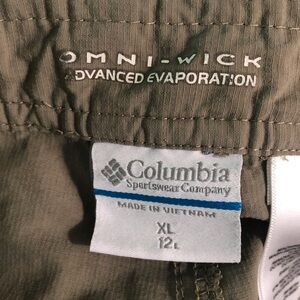 OMNI-WICK
ADVANCED EVAPORATION
Columbia
Sportswear Company
MADE IN VIETNAM
XL
12L